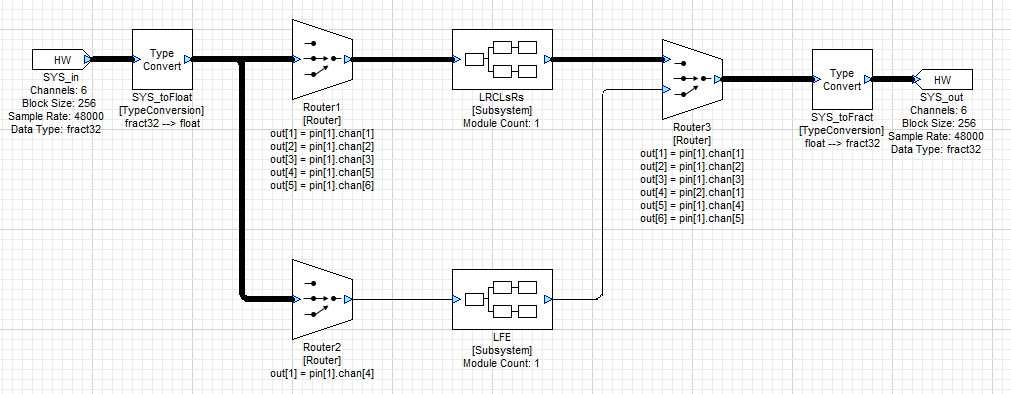 HW
SYS_in
Channels: 6
Block Size: 256
Sample Rate: 48000
Data Type: fract32
Type
Convert
SYS_toFloat
[TypeConversion]
fract32 --> float
Router1
[Router]
out[1] = pin[1].chan[1]
out[2] = pin[1].chan[2]
out[3] = pin[1].chan[3]
out[4] = pin[1].chan[5]
out[5] = pin[1].chan[6]
LRCLsRs
[Subsystem]
Module Count: 1
Router3
[Router]
out[1] = pin[1].chan[1]
out[2] = pin[1].chan[2]
out[3] = pin[1].chan[3]
out[4] = pin[2].chan[1]
out[5] = pin[1].chan[4]
out[6] = pin[1].chan[5]
Type
Convert
SYS_toFract
[TypeConversion]
float --> fract32
HW
SYS_out
Channels: 6
Block Size: 256
Sample Rate: 48000
Data Type: fract32
Router2
[Router]
out[1] = pin[1].chan[4]
LFE
[Subsystem]
Module Count: 1